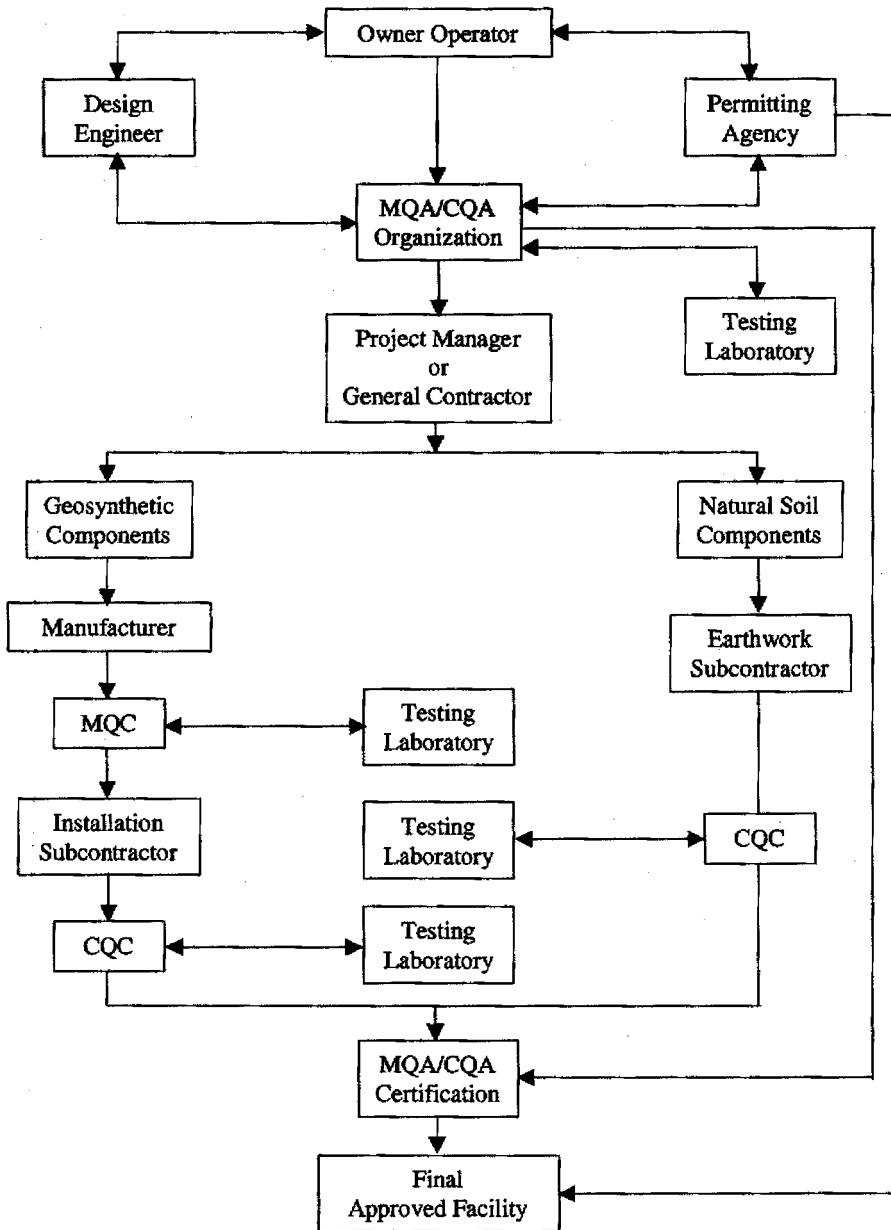 Owner Operator
Design
Engineer
Permitting
Agency
MQA/CQA
Organization
Testing
Laboratory
Project Manager
or
General Contractor
Geosynthetic
Components
Natural Soil
Components
Manufacturer
Earthwork
Subcontractor
MQC
Testing
Laboratory
Installation
Subcontractor
Testing
Laboratory
CQC
CQC
Testing
Laboratory
MQA/CQA
Certification
Final
Approved Facility